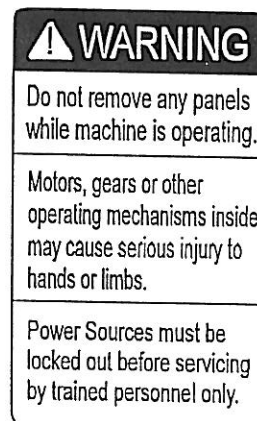 WARNING
Do not remove any panels
while machine is operating.
Motors, gears or other
operating mechanisms inside
may cause serious injury to
hands or limbs.
Power Sources must be
locked out before servicing
by trained personnel only.